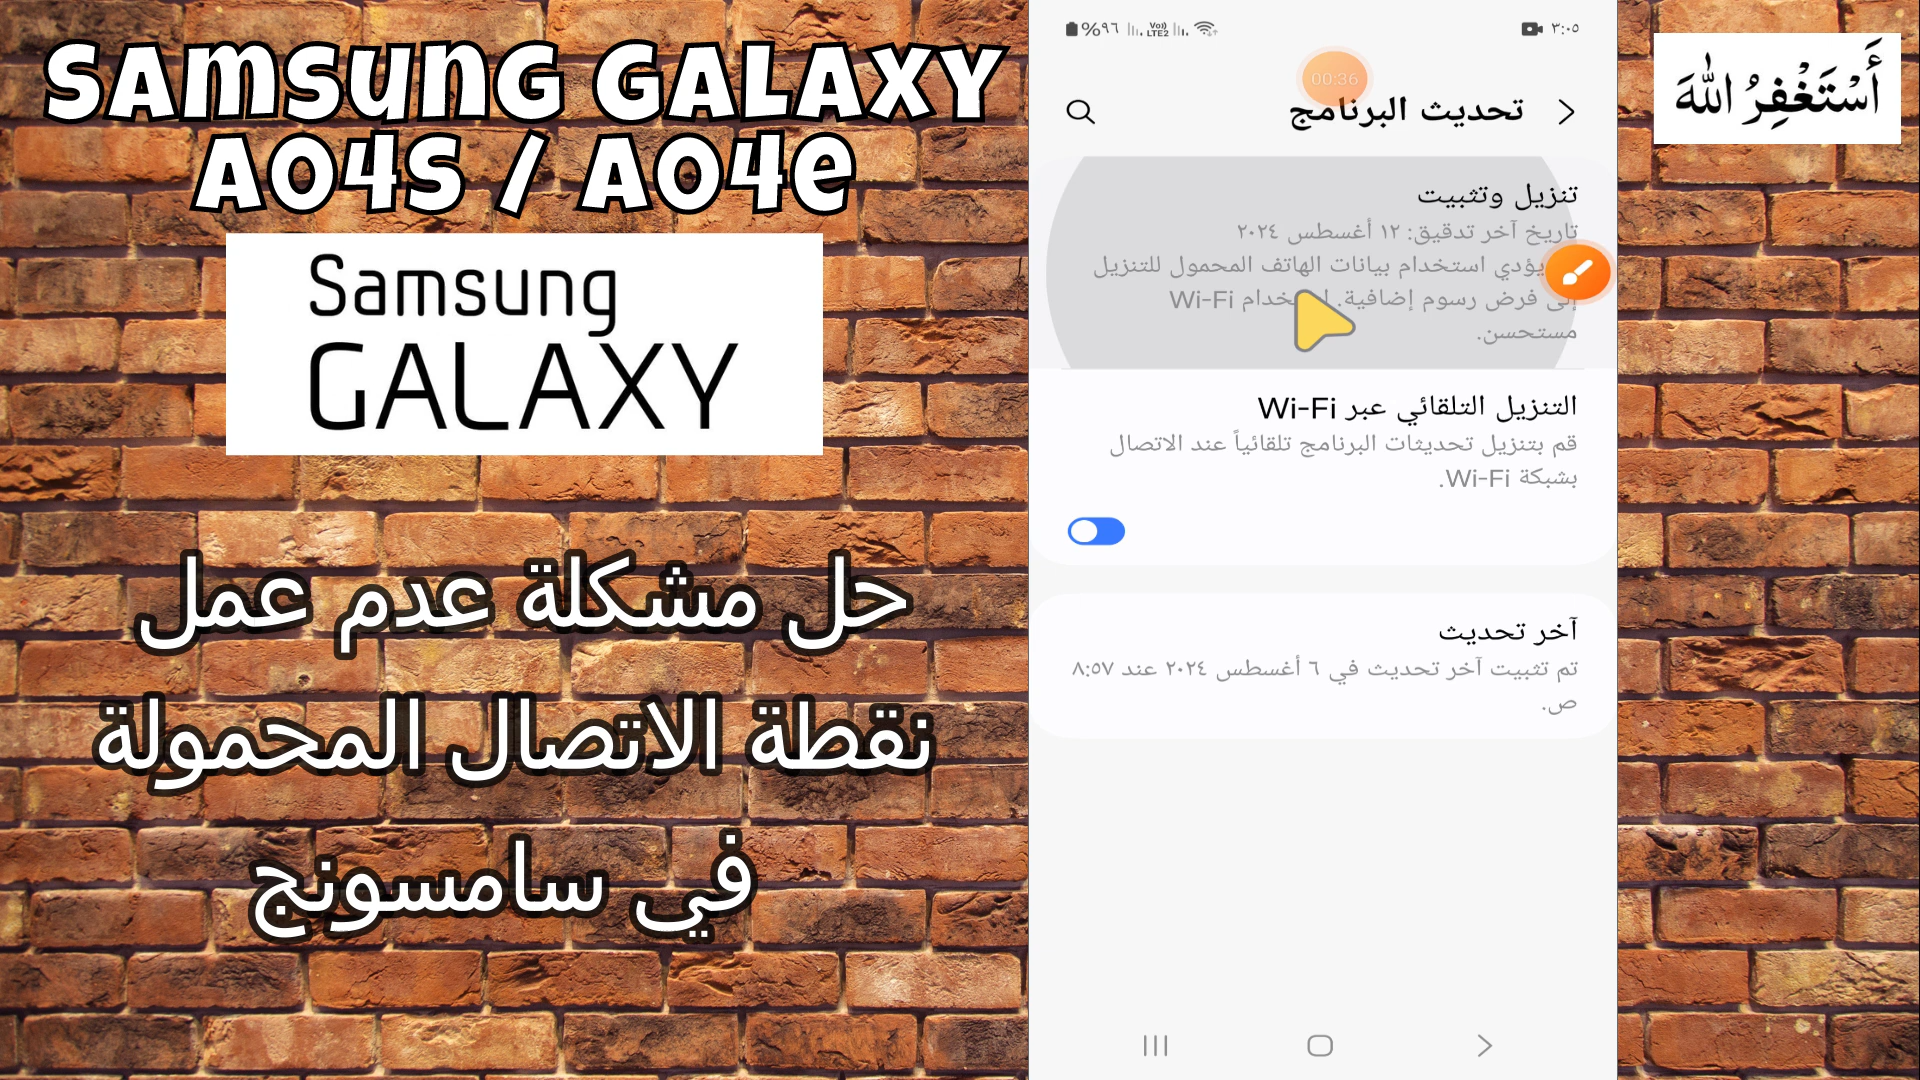 SAMSUNG GALAXY
A04S / A04E
Samsung
GALAXY
حل مشكلة عدم عمل
نقطة الاتصال المحمولة
في سامسونج
٣:٠٥
%٩٦
Vo))
LTE2
00:36
تحديث البرنامج
تنزيل وتثبيت
تاريخ آخر تدقيق: ١٢ أغسطس ٢٠٢٤
يؤدي استخدام بيانات الهاتف المحمول للتنزيل
إلى فرض رسوم إضافية. استخدام Wi-Fi
مستحسن.
التنزيل التلقائي عبر Wi-Fi
قم بتنزيل تحديثات البرنامج تلقائياً عند الاتصال
بشبكة Wi-Fi.
آخر تحديث
تم تثبيت آخر تحديث في ٦ أغسطس ٢٠٢٤ عند ٨:٥٧
ص.
أَسْتَغْفِرُ اللهَ